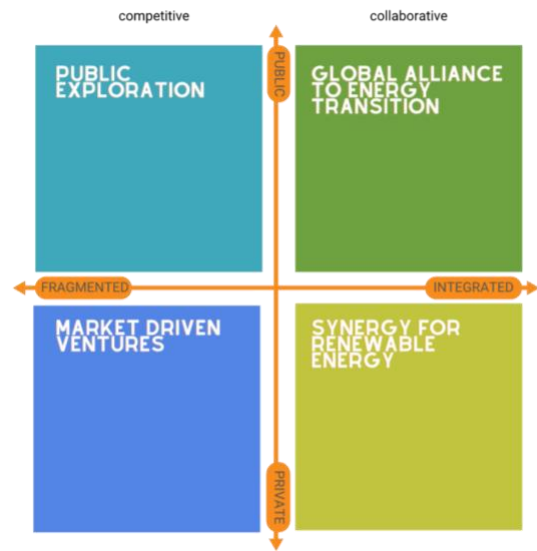 competitive
collaborative
PUBLIC
PUBLIC
EXPLORATION
GLOBAL ALLIANCE
TO ENERGY
TRANSITION
FRAGMENTED
INTEGRATED
MARKET DRIVEN
VENTURES
SYNERGY FOR
RENEWABLE
ENERGY
PRIVATE